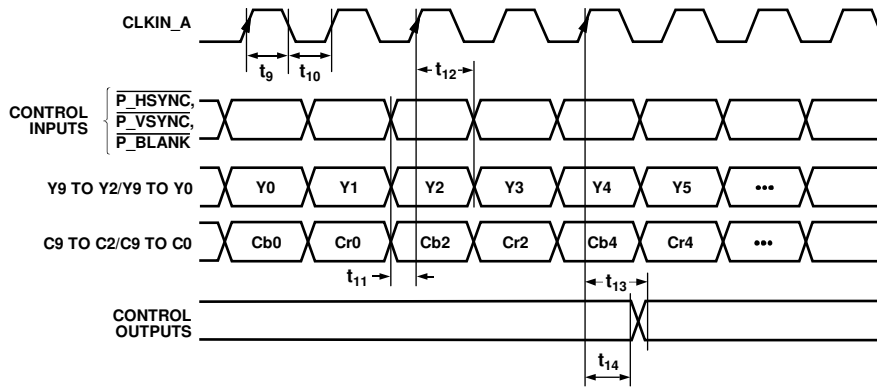 CLKIN_A
t9
t10
t12
CONTROL INPUTS
P_HSYNC,
P_VSYNC,
P_BLANK
Y9 TO Y2/Y9 TO Y0
Y0 Y1 Y2 Y3 Y4 Y5 •••
C9 TO C2/C9 TO C0
Cb0 Cr0 Cb2 Cr2 Cb4 Cr4 •••
t11
t13
CONTROL
OUTPUTS
t14